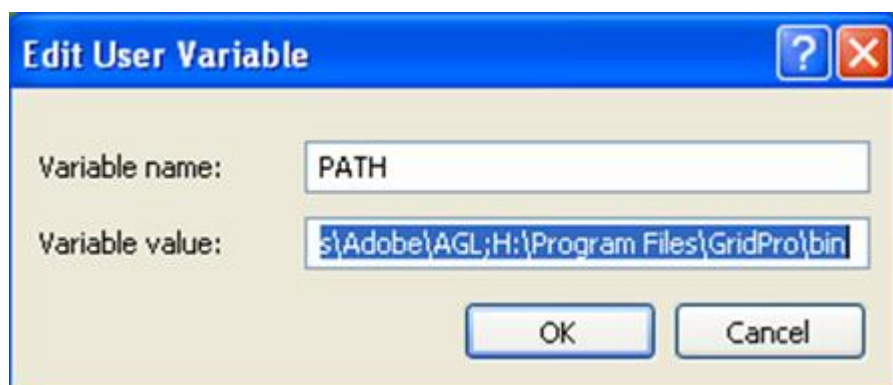 Edit User Variable
Variable name: PATH
Variable value: s\Adobe\AGL;H:\Program Files\GridPro\bin
OK Cancel